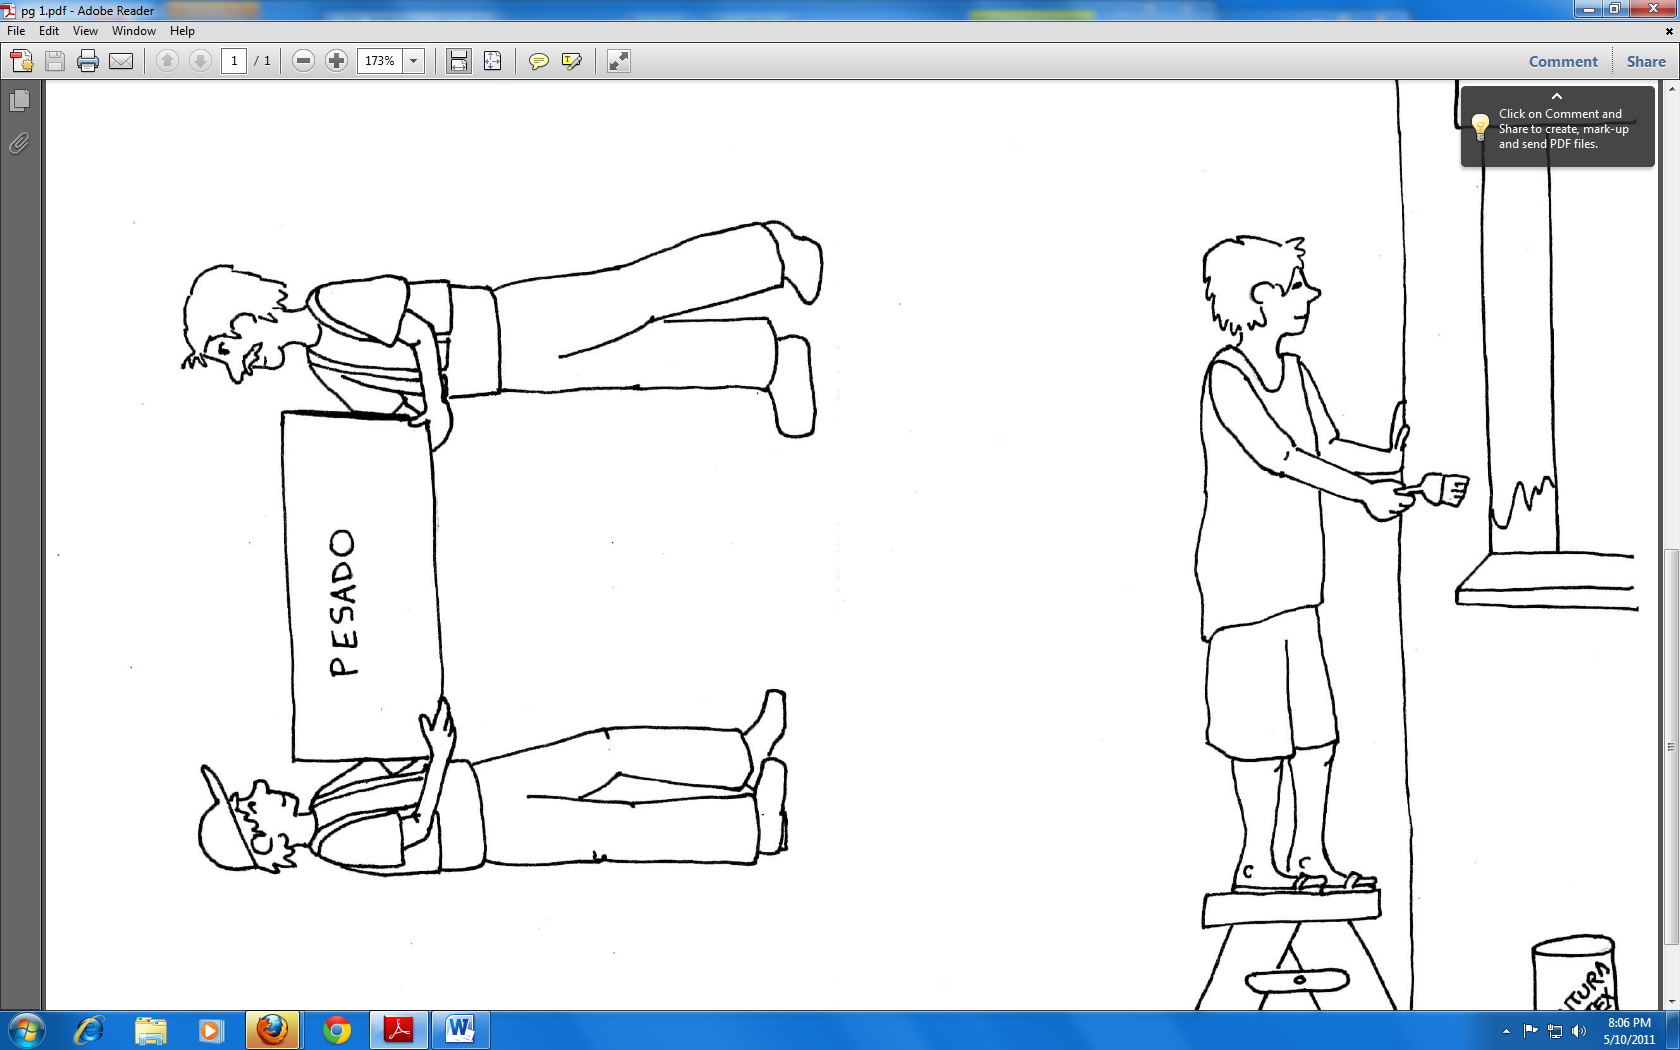 pg 1.pdf - Adobe Reader
File Edit View Window Help
1 / 1
173%
Comment
Share
Click on Comment and
Share to create, mark-up
and send PDF files.
PESADO
8:06 PM
5/10/2011